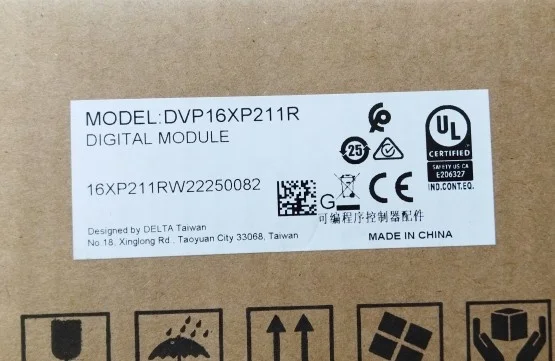 MODEL:DVP16XP211R
DIGITAL MODULE
25
UL
CERTIFIED
SAFETY US CA
E206327
IND.CONT.EQ.
16XP211RW22250082
G
CE
可编程序控制器配件
Designed by DELTA Taiwan
No.18, Xinglong Rd., Taoyuan City 33068, Taiwan
MADE IN CHINA